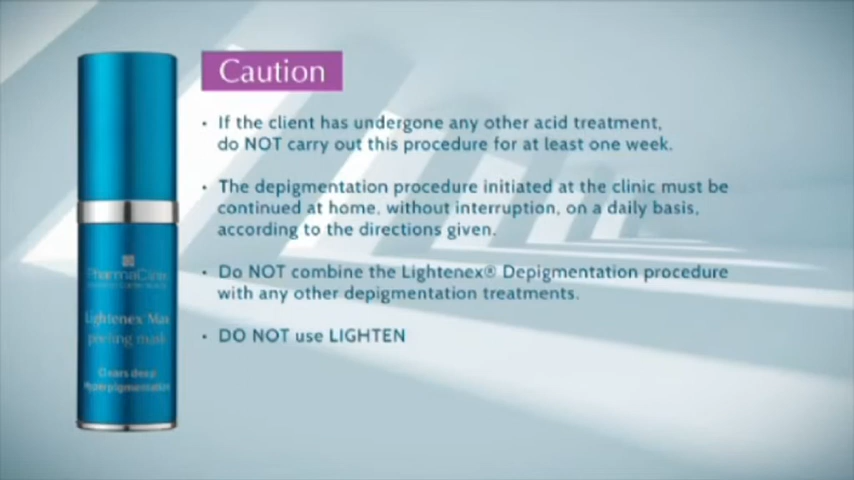 Caution
• If the client has undergone any other acid treatment,
do NOT carry out this procedure for at least one week.
• The depigmentation procedure initiated at the clinic must be
continued at home, without interruption, on a daily basis,
according to the directions given.
• Do NOT combine the Lightenex® Depigmentation procedure
with any other depigmentation treatments.
• DO NOT use LIGHTEN
PharmaClinic
Lightenex Max
peeling mask
Clears deep
Hyperpigmentation